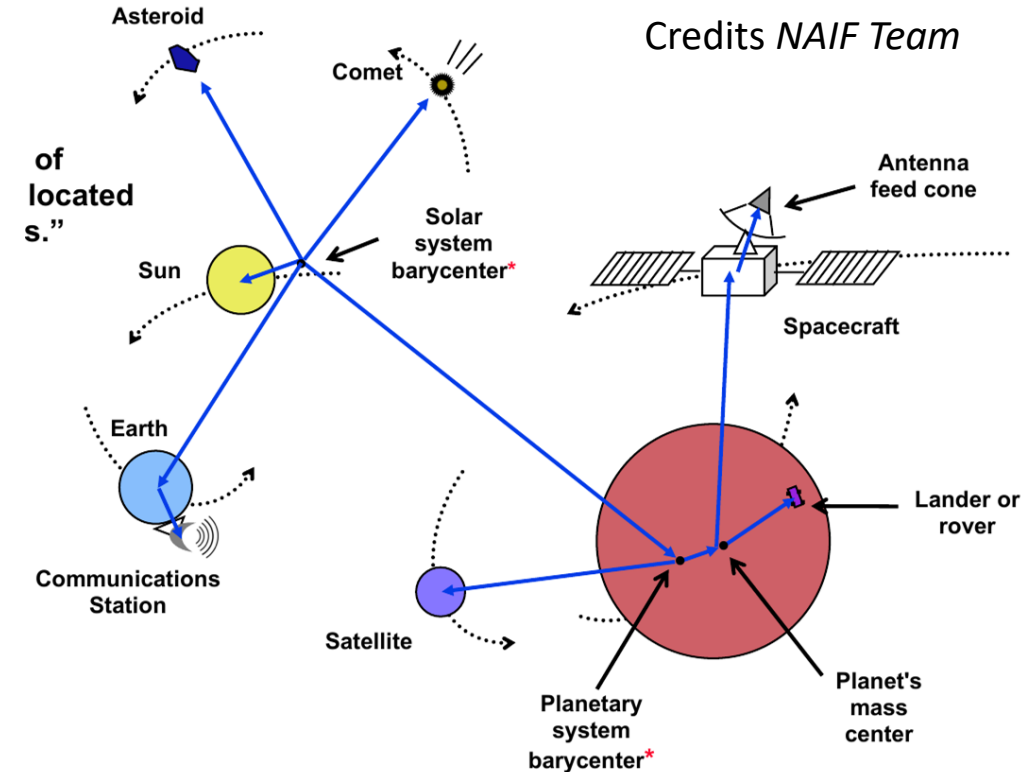 Asteroid
Credits NAIF Team
Comet
of
located
s.”
Antenna
feed cone
Solar
system
barycenter*
Sun
Spacecraft
Earth
Lander or
rover
Communications
Station
Satellite
Planet's
mass
center
Planetary
system
barycenter*